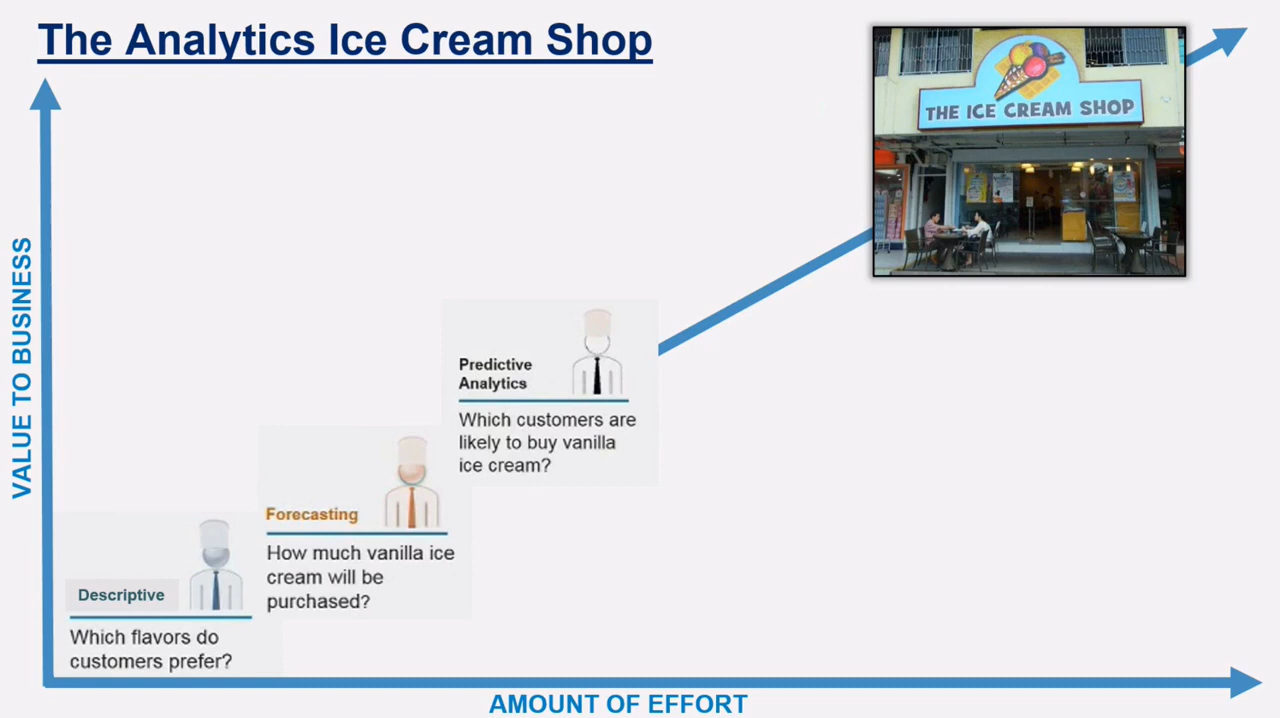 The Analytics Ice Cream Shop
THE ICE CREAM SHOP
VALUE TO BUSINESS
Predictive
Analytics
Which customers are
likely to buy vanilla
ice cream?
Forecasting
How much vanilla ice
cream will be
purchased?
Descriptive
Which flavors do
customers prefer?
AMOUNT OF EFFORT